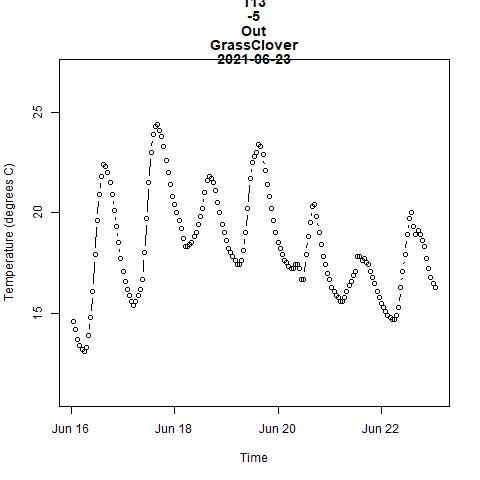 T13
-5
Out
GrassClover
2021-06-23
Temperature (degrees C)
25
20
15
Jun 16 Jun 18 Jun 20 Jun 22
Time